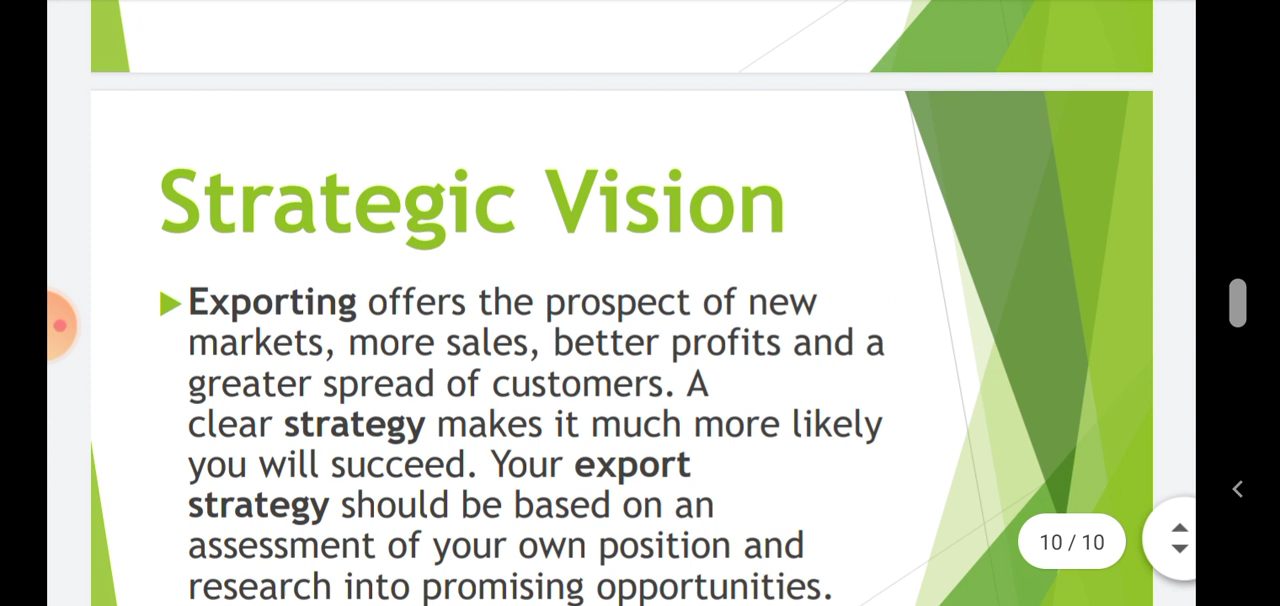 Strategic Vision
Exporting offers the prospect of new
markets, more sales, better profits and a
greater spread of customers. A
clear strategy makes it much more likely
you will succeed. Your export
strategy should be based on an
assessment of your own position and
research into promising opportunities.
10 / 10